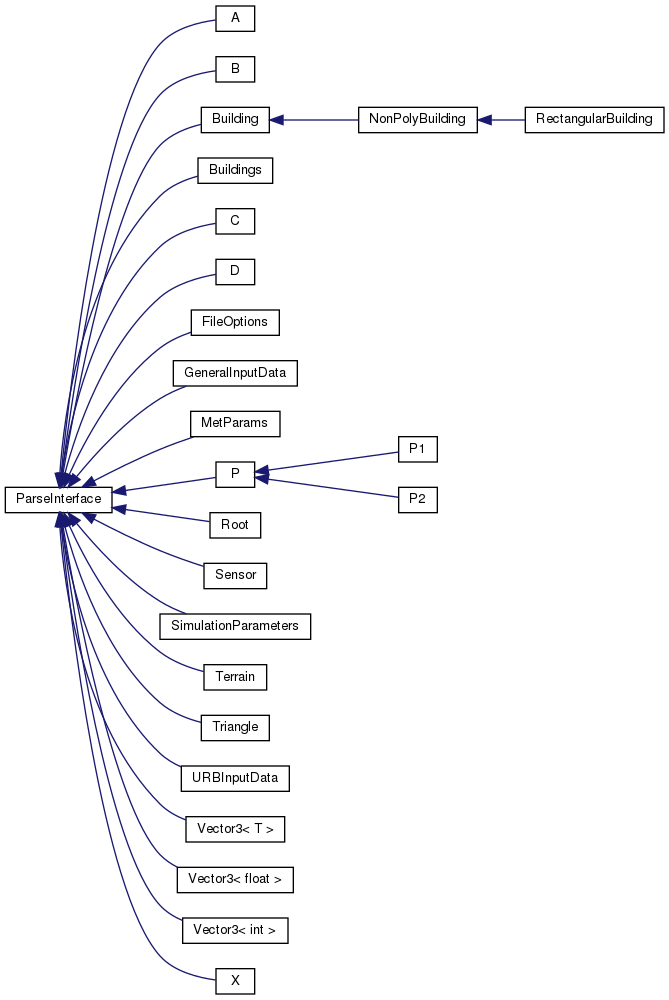 A
B
Building
NonPolyBuilding
RectangularBuilding
Buildings
C
D
FileOptions
GeneralInputData
MetParams
P
P1
P2
ParseInterface
Root
Sensor
SimulationParameters
Terrain
Triangle
URBInputData
Vector3< T >
Vector3< float >
Vector3< int >
X